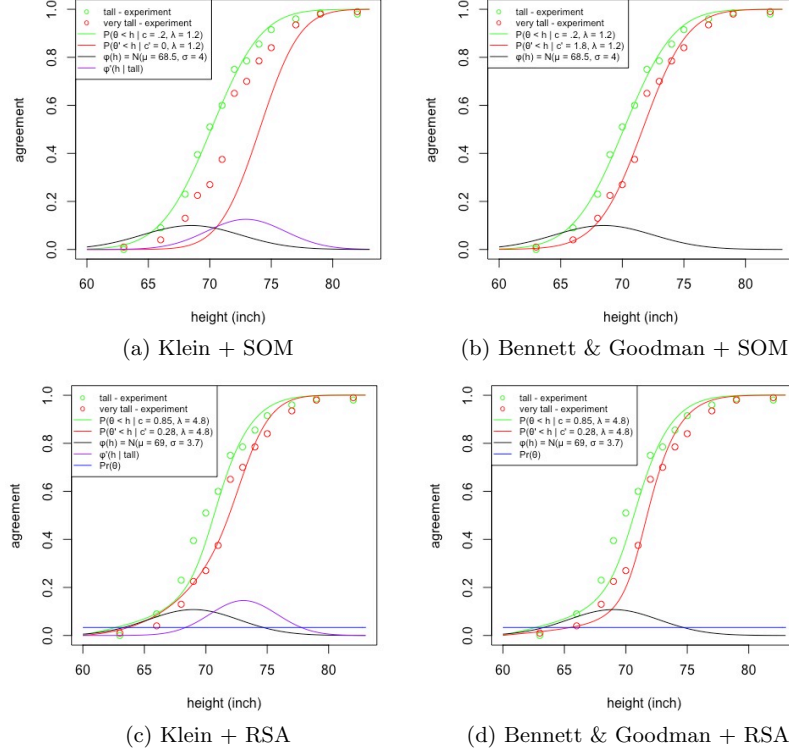 tall - experiment
very tall - experiment
P(θ < h | c = .2, λ = 1.2)
P(θ' < h | c' = 0, λ = 1.2)
φ(h) = N(μ = 68.5, σ = 4)
φ'(h | tall)
agreement
0.0 0.2 0.4 0.6 0.8 1.0
60 65 70 75 80
height (inch)
(a) Klein + SOM
tall - experiment
very tall - experiment
P(θ < h | c = .2, λ = 1.2)
P(θ' < h | c' = 1.8, λ = 1.2)
φ(h) = N(μ = 68.5, σ = 4)
agreement
0.0 0.2 0.4 0.6 0.8 1.0
60 65 70 75 80
height (inch)
(b) Bennett & Goodman + SOM
tall - experiment
very tall - experiment
P(θ < h | c = 0.85, λ = 4.8)
P(θ' < h | c' = 0.28, λ = 4.8)
φ(h) = N(μ = 69, σ = 3.7)
φ'(h | tall)
Pr(θ)
agreement
0.0 0.2 0.4 0.6 0.8 1.0
60 65 70 75 80
height (inch)
(c) Klein + RSA
tall - experiment
very tall - experiment
P(θ < h | c = 0.85, λ = 4.8)
P(θ' < h | c' = 0.28, λ = 4.8)
φ(h) = N(μ = 69, σ = 3.7)
Pr(θ)
agreement
0.0 0.2 0.4 0.6 0.8 1.0
60 65 70 75 80
height (inch)
(d) Bennett & Goodman + RSA